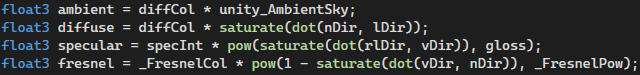 float3 ambient = diffCol * unity_AmbientSky;
float3 diffuse = diffCol * saturate(dot(nDir, lDir));
float3 specular = specInt * pow(saturate(dot(rlDir, vDir)), gloss);
float3 fresnel = _FresnelCol * pow(1 - saturate(dot(vDir, nDir)), _FresnelPow);